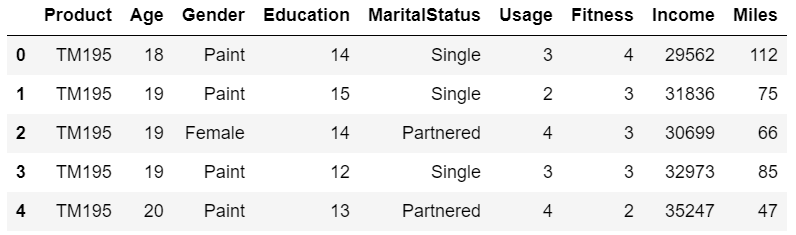 Product Age Gender Education MaritalStatus Usage Fitness Income Miles
0 TM195 18 Paint 14 Single 3 4 29562 112
1 TM195 19 Paint 15 Single 2 3 31836 75
2 TM195 19 Female 14 Partnered 4 3 30699 66
3 TM195 19 Paint 12 Single 3 3 32973 85
4 TM195 20 Paint 13 Partnered 4 2 35247 47